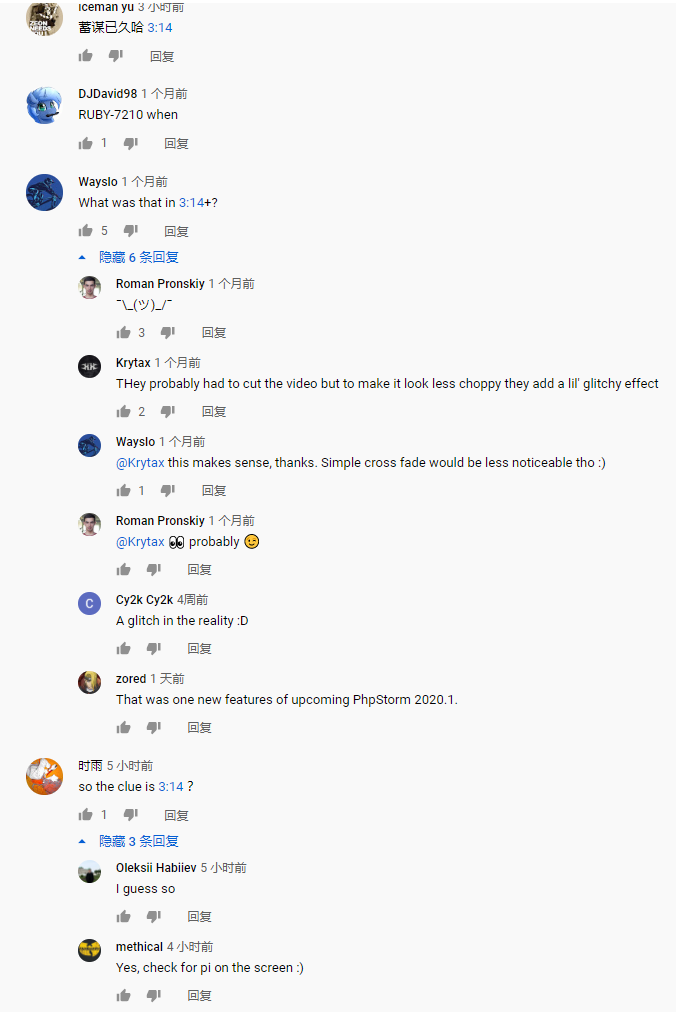 iceman yu 3 小时前
蓄谋已久哈 3:14
回复
DJDavid98 1 个月前
RUBY-7210 when
1 回复
Wayslo 1 个月前
What was that in 3:14+?
5 回复
隐藏 6 条回复
Roman Pronskiy 1 个月前
¯\_(ツ)_/¯
3 回复
Krytax 1 个月前
THey probably had to cut the video but to make it look less choppy they add a lil' glitchy effect
2 回复
Wayslo 1 个月前
@Krytax this makes sense, thanks. Simple cross fade would be less noticeable tho :)
1 回复
Roman Pronskiy 1 个月前
@Krytax 👀 probably 😉
回复
C
Cy2k Cy2k 4周前
A glitch in the reality :D
回复
zored 1 天前
That was one new features of upcoming PhpStorm 2020.1.
回复
时雨 5 小时前
so the clue is 3:14 ?
1 回复
隐藏 3 条回复
Oleksii Habiiev 5 小时前
I guess so
回复
methical 4 小时前
Yes, check for pi on the screen :)
回复